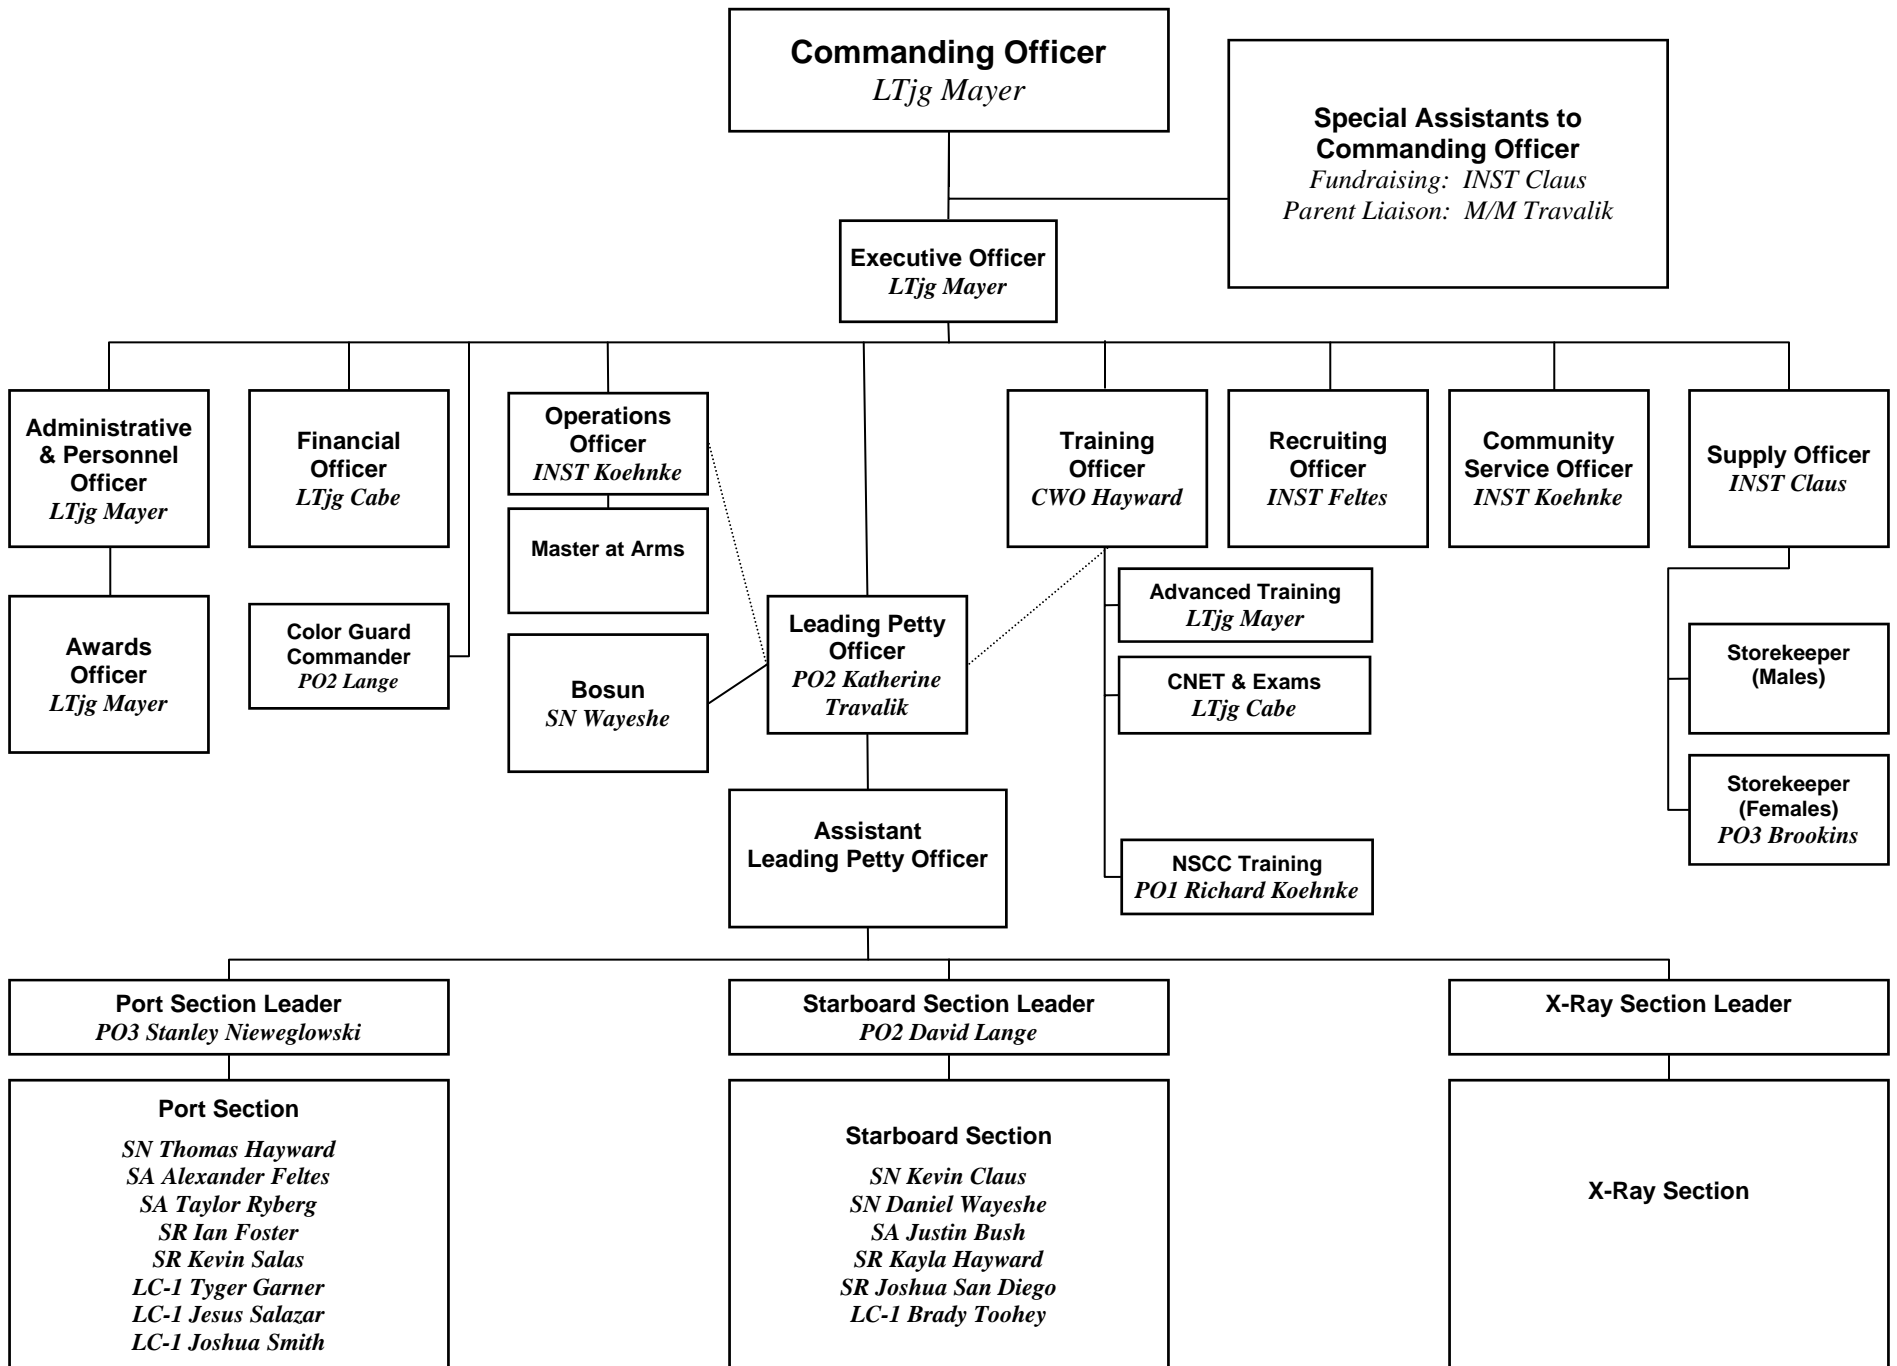 Commanding Officer
LTjg Mayer
Special Assistants to
Commanding Officer
Fundraising: INST Claus
Parent Liaison: M/M Travalik
Executive Officer
LTjg Mayer
Administrative
& Personnel
Officer
LTjg Mayer
Financial
Officer
LTjg Cabe
Operations
Officer
INST Koehnke
Training
Officer
CWO Hayward
Recruiting
Officer
INST Feltes
Community
Service Officer
INST Koehnke
Supply Officer
INST Claus
Master at Arms
Awards
Officer
LTjg Mayer
Color Guard
Commander
PO2 Lange
Bosun
SN Wayeshe
Leading Petty
Officer
PO2 Katherine
Travalik
Advanced Training
LTjg Mayer
CNET & Exams
LTjg Cabe
NSCC Training
PO1 Richard Koehnke
Storekeeper
(Males)
Storekeeper
(Females)
PO3 Brookins
Assistant
Leading Petty Officer
Port Section Leader
PO3 Stanley Nieweglowski
Starboard Section Leader
PO2 David Lange
X-Ray Section Leader
Port Section
SN Thomas Hayward
SA Alexander Feltes
SA Taylor Ryberg
SR Ian Foster
SR Kevin Salas
LC-1 Tyger Garner
LC-1 Jesus Salazar
LC-1 Joshua Smith
Starboard Section
SN Kevin Claus
SN Daniel Wayeshe
SA Justin Bush
SR Kayla Hayward
SR Joshua San Diego
LC-1 Brady Toohey
X-Ray Section